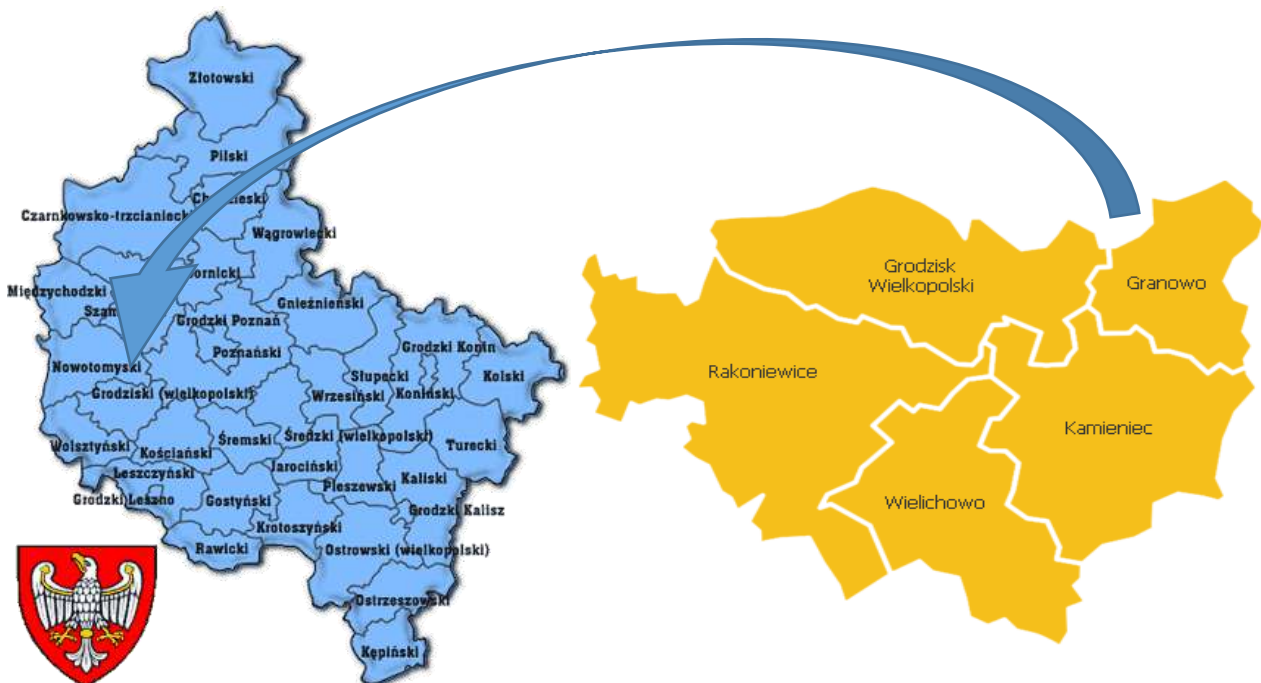 Złotowski
Pilski
Czarnkowsko-trzcianecki
Wągrowiecki
Międzychodzki
Gnieźnieński
Grodzki Poznań
Poznański
Grodzki Konin
Nowotomyski
Słupecki
Kolski
Grodziski (wielkopolski)
Wrzesiński
Koniński
Wolsztyński
Kościański
Śremski
Średzki (wielkopolski)
Turecki
Leszczyński
Jarociński
Pleszewski
Kaliski
Grodzki Leszno
Gostyński
Grodzki Kalisz
Krotoszyński
Rawicki
Ostrowski (wielkopolski)
Ostrzeszowski
Kępiński
Grodzisk
Wielkopolski
Granowo
Rakoniewice
Kamieniec
Wielichowo